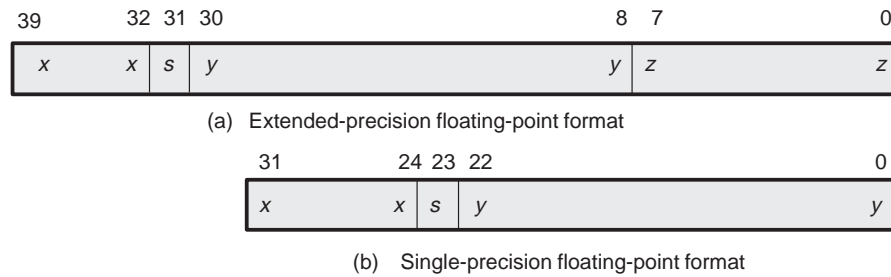 39 32 31 30 8 7 0
x x s y y z z
(a) Extended-precision floating-point format
31 24 23 22 0
x x s y y
(b) Single-precision floating-point format